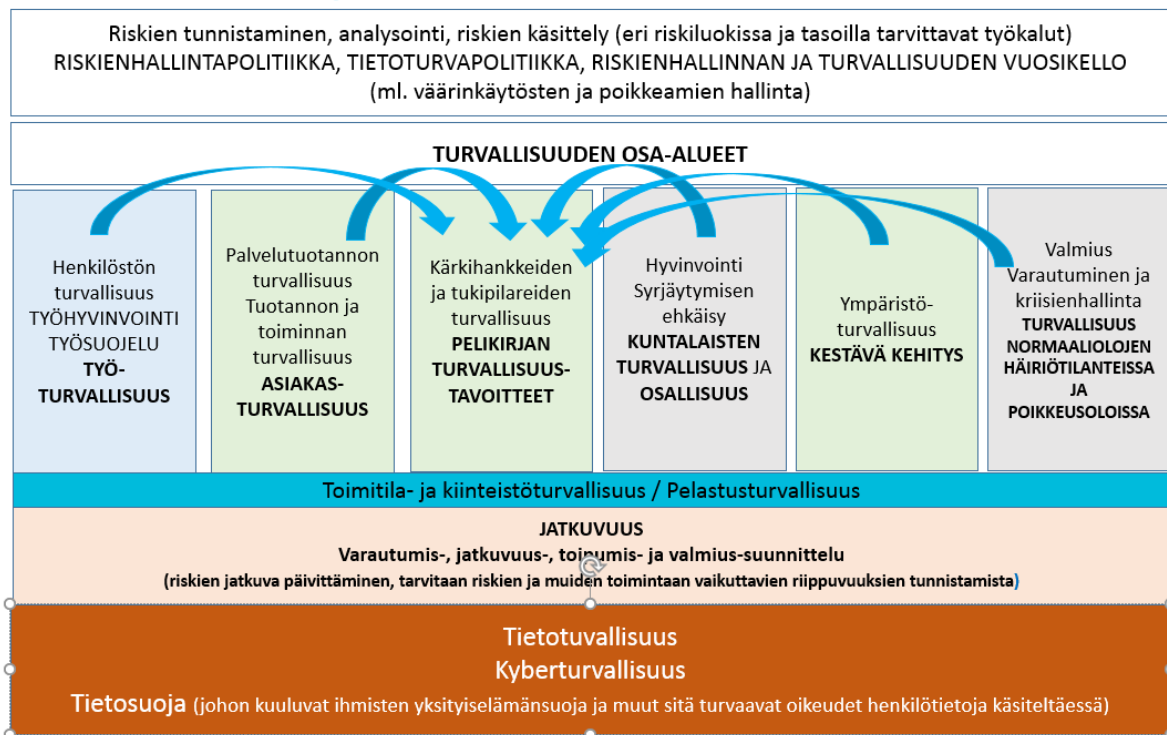 Riskien tunnistaminen, analysointi, riskien käsittely (eri riskiluokissa ja tasoilla tarvittavat työkalut)
RISKIENHALLINTAPOLITIIKKA, TIETOTURVAPOLITIIKKA, RISKIENHALLINNAN JA TURVALLISUUDEN VUOSIKELLO
(ml. väärinkäytösten ja poikkeamien hallinta)
TURVALLISUUDEN OSA-ALUEET
Henkilöstön
turvallisuus
TYÖHYVINVOINTI
TYÖSUOJELU
TYÖ-
TURVALLISUUS
Palvelutuotannon
turvallisuus
Tuotannon ja
toiminnan
turvallisuus
ASIAKAS-
TURVALLISUUS
Kärkihankkeiden
ja tukipilareiden
turvallisuus
PELIKIRJAN
TURVALLISUUS-
TAVOITTEET
Hyvinvointi
Syrjäytymisen
ehkäisy
KUNTALAISTEN
TURVALLISUUS JA
OSALLISUUS
Ympäristö-
turvallisuus
KESTÄVÄ KEHITYS
Valmius
Varautuminen ja
kriisienhallinta
TURVALLISUUS
NORMAALIOLOJEN
HÄIRIÖTILANTEISSA
JA
POIKKEUSOLOISSA
Toimitila- ja kiinteistöturvallisuus / Pelastusturvallisuus
JATKUVUUS
Varautumis-, jatkuvuus-, toipumis- ja valmius-suunnittelu
(riskien jatkuva päivittäminen, tarvitaan riskien ja muiden toimintaan vaikuttavien riippuvuuksien tunnistamista)
Tietotuvallisuus
Kyberturvallisuus
Tietosuoja (johon kuuluvat ihmisten yksityiselämänsuoja ja muut sitä turvaavat oikeudet henkilötietoja käsiteltäessä)